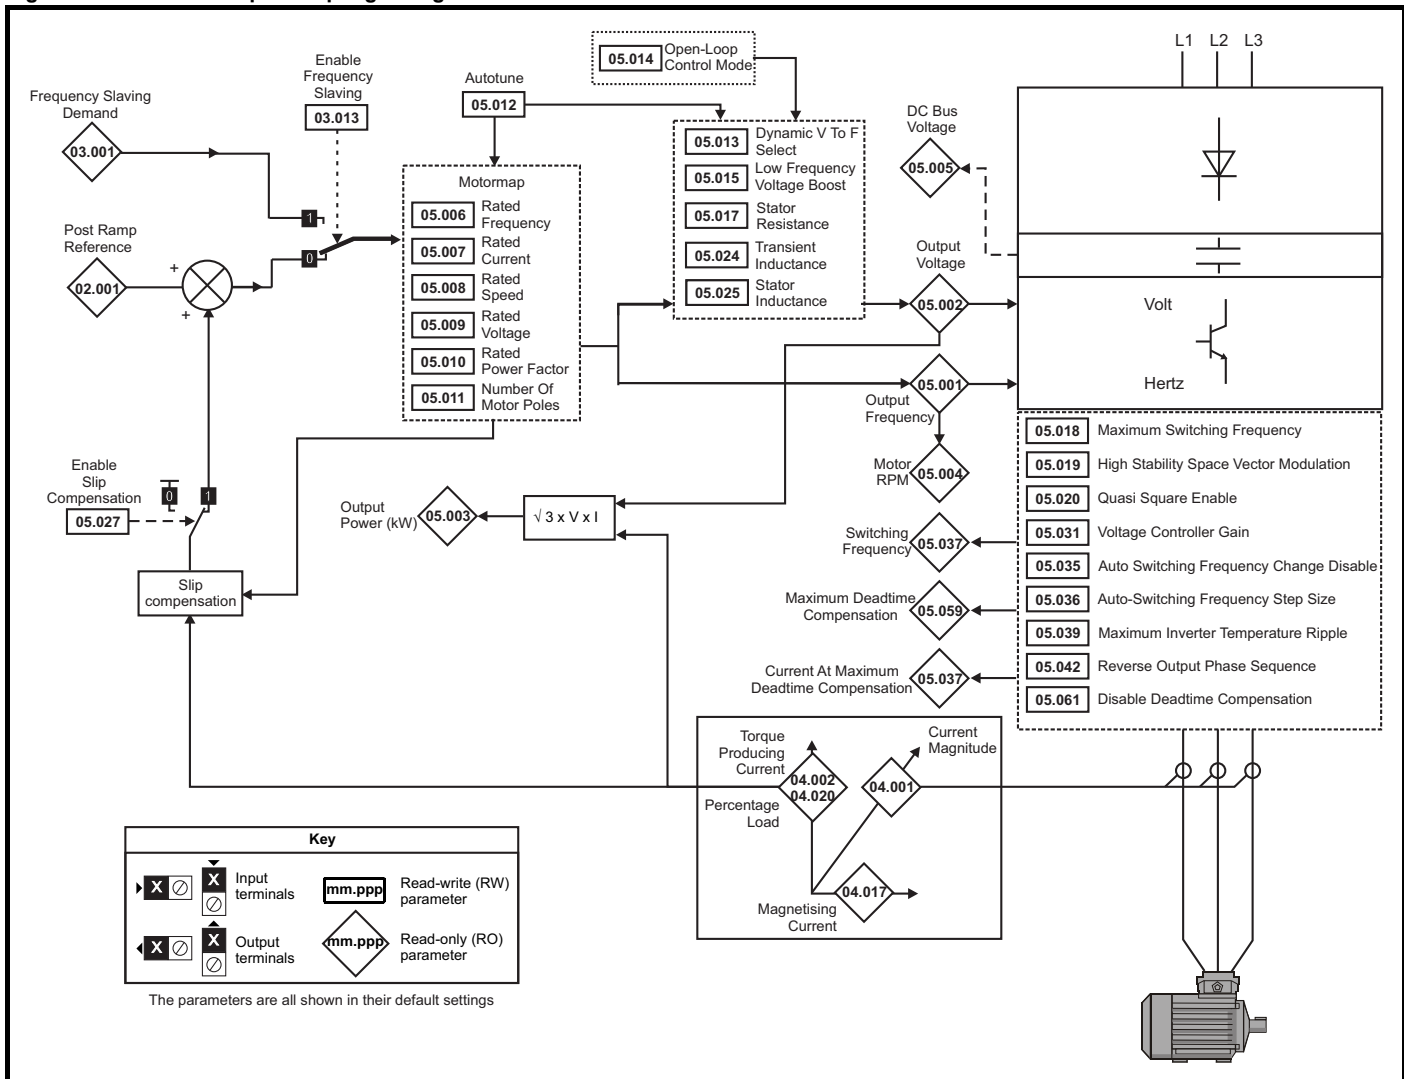 L1 L2 L3
Open-Loop
Control Mode
05.014
Enable
Frequency
Slaving
03.013
Autotune
05.012
Frequency Slaving
Demand
03.001
DC Bus
Voltage
05.005
05.013 Dynamic V To F
Select
05.015 Low Frequency
Voltage Boost
05.017 Stator
Resistance
05.024 Transient
Inductance
05.025 Stator
Inductance
Motormap
05.006 Rated
Frequency
05.007 Rated
Current
05.008 Rated
Speed
05.009 Rated
Voltage
05.010 Rated
Power Factor
05.011 Number Of
Motor Poles
1
0
Post Ramp
Reference
02.001
+
+
Output
Voltage
05.002
Volt
Hertz
05.001
Output
Frequency
Motor
RPM
05.004
Enable
Slip
Compensation
05.027
0 1
Slip
compensation
Output
Power (kW)
05.003
√ 3 x V x I
Switching
Frequency
05.037
Maximum Deadtime
Compensation
05.059
Current At Maximum
Deadtime Compensation
05.037
05.018 Maximum Switching Frequency
05.019 High Stability Space Vector Modulation
05.020 Quasi Square Enable
05.031 Voltage Controller Gain
05.035 Auto Switching Frequency Change Disable
05.036 Auto-Switching Frequency Step Size
05.039 Maximum Inverter Temperature Ripple
05.042 Reverse Output Phase Sequence
05.061 Disable Deadtime Compensation
Torque
Producing
Current
04.002
04.020
Percentage
Load
Current
Magnitude
04.001
04.017
Magnetising
Current
Key
X X Input
terminals
mm.ppp Read-write (RW)
parameter
X X Output
terminals
mm.ppp Read-only (RO)
parameter
The parameters are all shown in their default settings